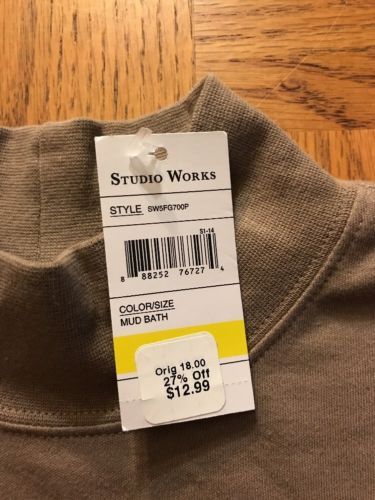 STUDIO WORKS
STYLE SW5FG700P
S1-14
8 88252 76727 4
COLOR/SIZE
MUD BATH
Orig 18.00
27% Off
$12.99